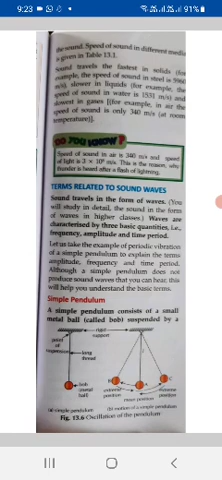 9:23
91%
the sound. Speed of sound in different media
is given in Table 13.1.
Sound travels the fastest in solids (for
example, the speed of sound in steel is 5960
m/s), slower in liquids (for example, the
speed of sound in water is 1531 m/s) and
slowest in gases [(for example, in air the
speed of sound is only 340 m/s (at room
temperature)].
DO YOU KNOW?
Speed of sound in air is 340 m/s and speed
of light is 3 × 10⁸ m/s. This is the reason, why
thunder is heard after a flash of lightning.
TERMS RELATED TO SOUND WAVES
Sound travels in the form of waves. (You
will study in detail, the sound in the form
of waves in higher classes.) Waves are
characterised by three basic quantities, i.e.,
frequency, amplitude and time period.
Let us take the example of periodic vibration
of a simple pendulum to explain the terms
amplitude, frequency and time period.
Although a simple pendulum does not
produce sound waves that you can hear, this
will help you understand the basic terms.
Simple Pendulum
A simple pendulum consists of a small
metal ball (called bob) suspended by a
rigid
support
point
of
suspension
long
thread
bob
(metal
ball)
B
A
C
extreme
position
mean position
extreme
position
(a) simple pendulum
(b) motion of a simple pendulum
Fig. 13.6 Oscillation of the pendulum